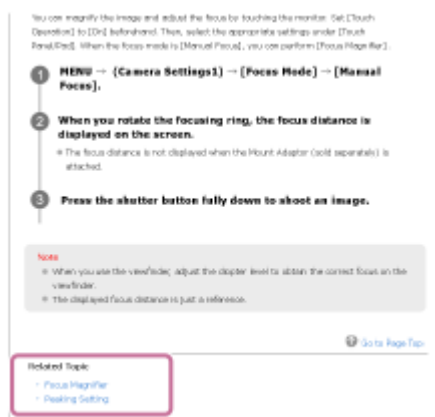 You can magnify the image and adjust the focus by touching the monitor. Set [Touch
Operation] to [On] beforehand. Then, select the appropriate settings under [Touch
Panel/Pad]. When the focus mode is [Manual Focus], you can perform [Focus Magnifier].
1 MENU → (Camera Settings1) → [Focus Mode] → [Manual
Focus].
2 When you rotate the focusing ring, the focus distance is
displayed on the screen.
The focus distance is not displayed when the Mount Adaptor (sold separately) is
attached.
3 Press the shutter button fully down to shoot an image.
Note
When you use the viewfinder, adjust the diopter level to obtain the correct focus on the
viewfinder.
The displayed focus distance is just a reference.
Go to Page Top
Related Topic
Focus Magnifier
Peaking Setting